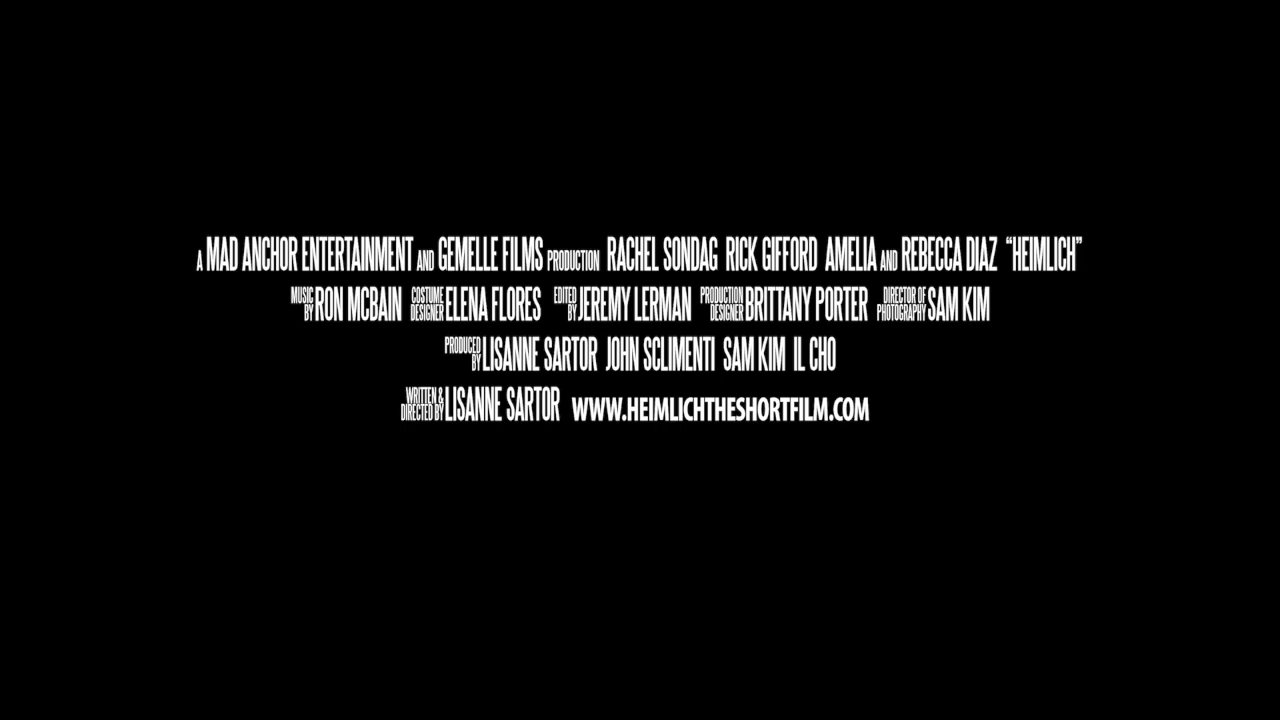 A MAD ANCHOR ENTERTAINMENT AND GEMELLE FILMS PRODUCTION RACHEL SONDAG RICK GIFFORD AMELIA AND REBECCA DIAZ “HEIMLICH”
MUSIC BY RON MCBAIN COSTUME DESIGNER ELENA FLORES EDITED BY JEREMY LERMAN PRODUCTION DESIGNER BRITTANY PORTER DIRECTOR OF PHOTOGRAPHY SAM KIM
PRODUCED BY LISANNE SARTOR JOHN SCLIMENTI SAM KIM IL CHO
WRITTEN & DIRECTED BY LISANNE SARTOR WWW.HEIMLICHTHESHORTFILM.COM